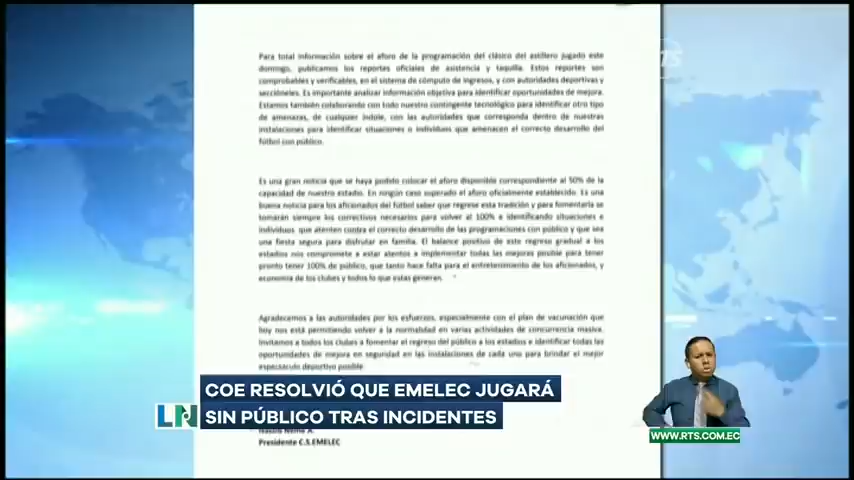 Para total información sobre el aforo de la programación del clásico del astillero jugado este
domingo, publicamos los reportes oficiales de asistencia y taquilla. Estos reportes son
comprobables y verificables, en el sistema de cómputo de ingresos, y con autoridades deportivas y
seccionales. Es importante analizar información objetiva para identificar oportunidades de mejora.
Estamos también colaborando con todo nuestro contingente tecnológico para identificar otro tipo
de amenazas, de cualquier índole, con las autoridades que corresponda dentro de nuestras
instalaciones para identificar situaciones o individuos que amenacen el correcto desarrollo del
fútbol con público.
Es una gran noticia que se haya podido colocar el aforo disponible correspondiente al 50% de la
capacidad de nuestro estadio. En ningún caso superado el aforo oficialmente establecido. Es una
buena noticia para los aficionados del fútbol saber que regrese esta tradición y para fomentarla se
tomarán siempre los correctivos necesarios para volver al 100% e identificando situaciones e
individuos que atenten contra el correcto desarrollo de las programaciones con público y que sea
una fiesta segura para disfrutar en familia. El balance positivo de este regreso gradual a los
estadios nos compromete a estar atentos a implementar todas las mejoras posible para tener
pronto tener 100% de público, que tanto hace falta para el entretenimiento de los aficionados, y
economía de los clubes y todos lo que estas generan.
Agradecemos a las autoridades por los esfuerzos, especialmente con el plan de vacunación que
hoy nos está permitiendo volver a la normalidad en varias actividades de concurrencia masiva.
Invitamos a todos los clubes a fomentar el regreso del público a los estadios e identificar todas las
oportunidades de mejora en seguridad en las instalaciones de cada uno para brindar el mejor
espectáculo deportivo posible
COE RESOLVIÓ QUE EMELEC JUGARÁ
LN SIN PÚBLICO TRAS INCIDENTES
Nassib Neme A.
Presidente C.S.EMELEC
RTS
WWW.RTS.COM.EC